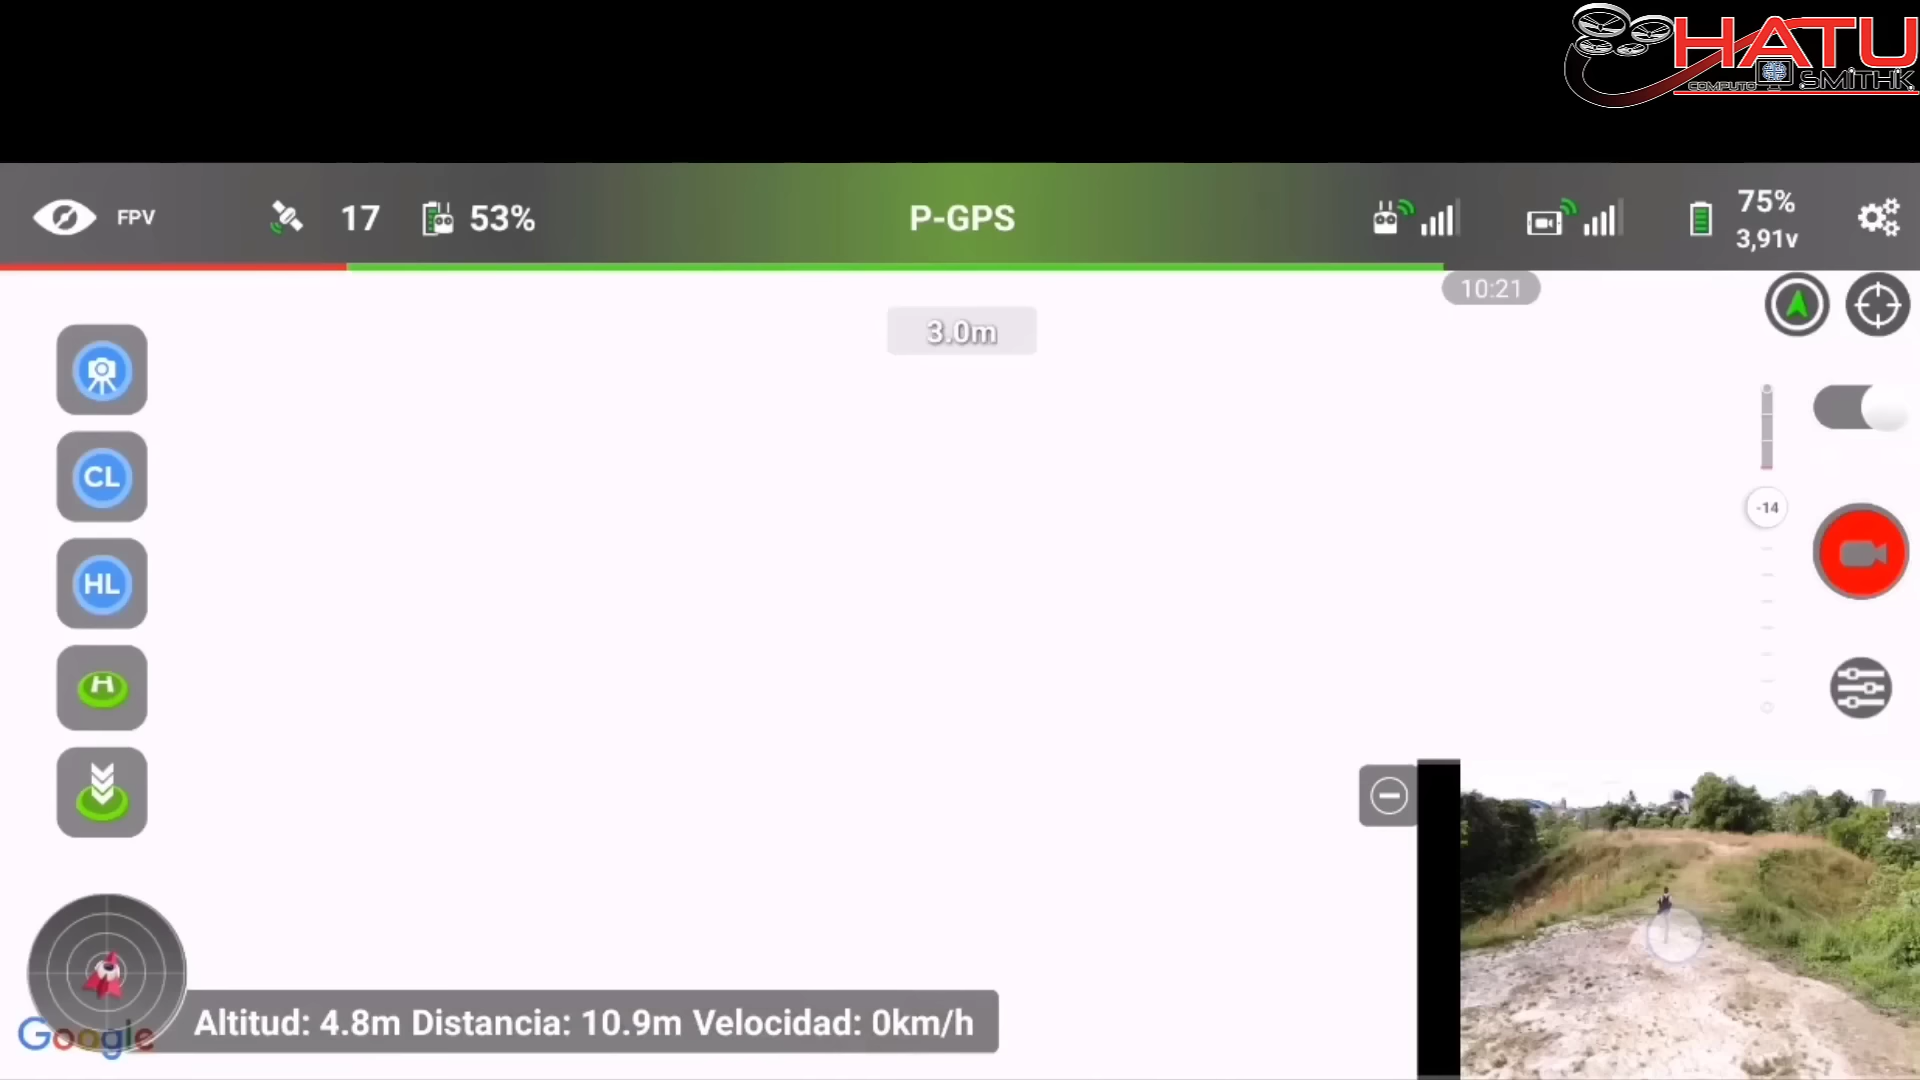 HATU
COMPUTO SMITHK
FPV
17
53%
P-GPS
75%
3,91v
10:21
3.0m
CL
HL
H
-14
Altitud: 4.8m Distancia: 10.9m Velocidad: 0km/h
Google